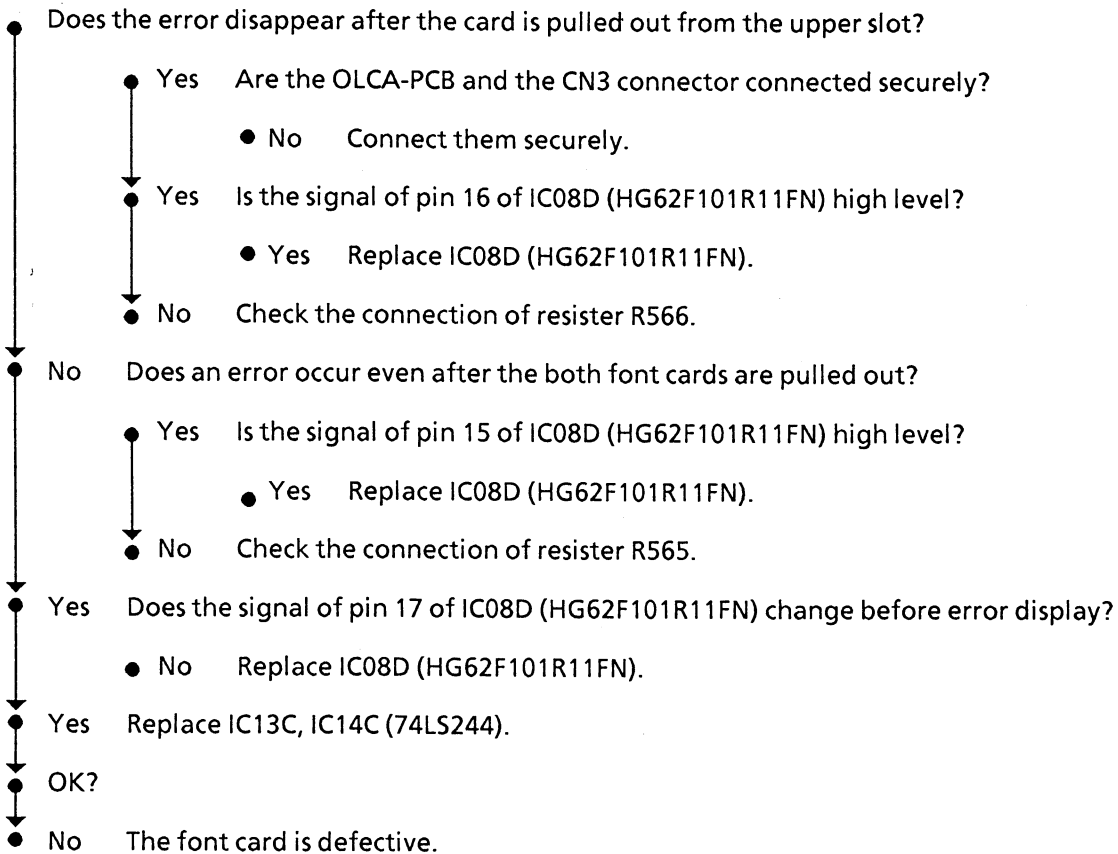 Does the error disappear after the card is pulled out from the upper slot?
Yes Are the OLCA-PCB and the CN3 connector connected securely?
No Connect them securely.
Yes Is the signal of pin 16 of IC08D (HG62F101R11FN) high level?
Yes Replace IC08D (HG62F101R11FN).
No Check the connection of resister R566.
No Does an error occur even after the both font cards are pulled out?
Yes Is the signal of pin 15 of IC08D (HG62F101R11FN) high level?
Yes Replace IC08D (HG62F101R11FN).
No Check the connection of resister R565.
Yes Does the signal of pin 17 of IC08D (HG62F101R11FN) change before error display?
No Replace IC08D (HG62F101R11FN).
Yes Replace IC13C, IC14C (74LS244).
OK?
No The font card is defective.